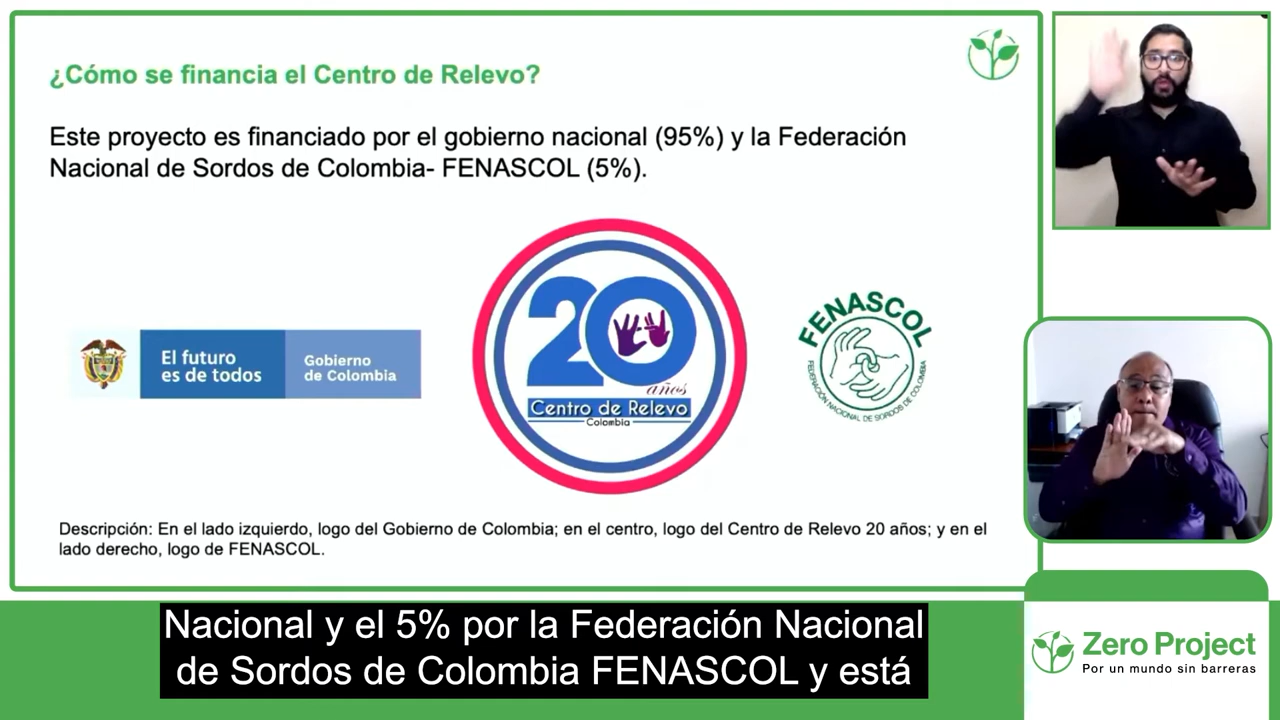 ¿Cómo se financia el Centro de Relevo?
Este proyecto es financiado por el gobierno nacional (95%) y la Federación
Nacional de Sordos de Colombia- FENASCOL (5%).
El futuro
es de todos
Gobierno
de Colombia
20
años
Centro de Relevo
Colombia
FENASCOL
FEDERACIÓN NACIONAL DE SORDOS DE COLOMBIA
Descripción: En el lado izquierdo, logo del Gobierno de Colombia; en el centro, logo del Centro de Relevo 20 años; y en el
lado derecho, logo de FENASCOL.
Nacional y el 5% por la Federación Nacional
de Sordos de Colombia FENASCOL y está
Zero Project
Por un mundo sin barreras